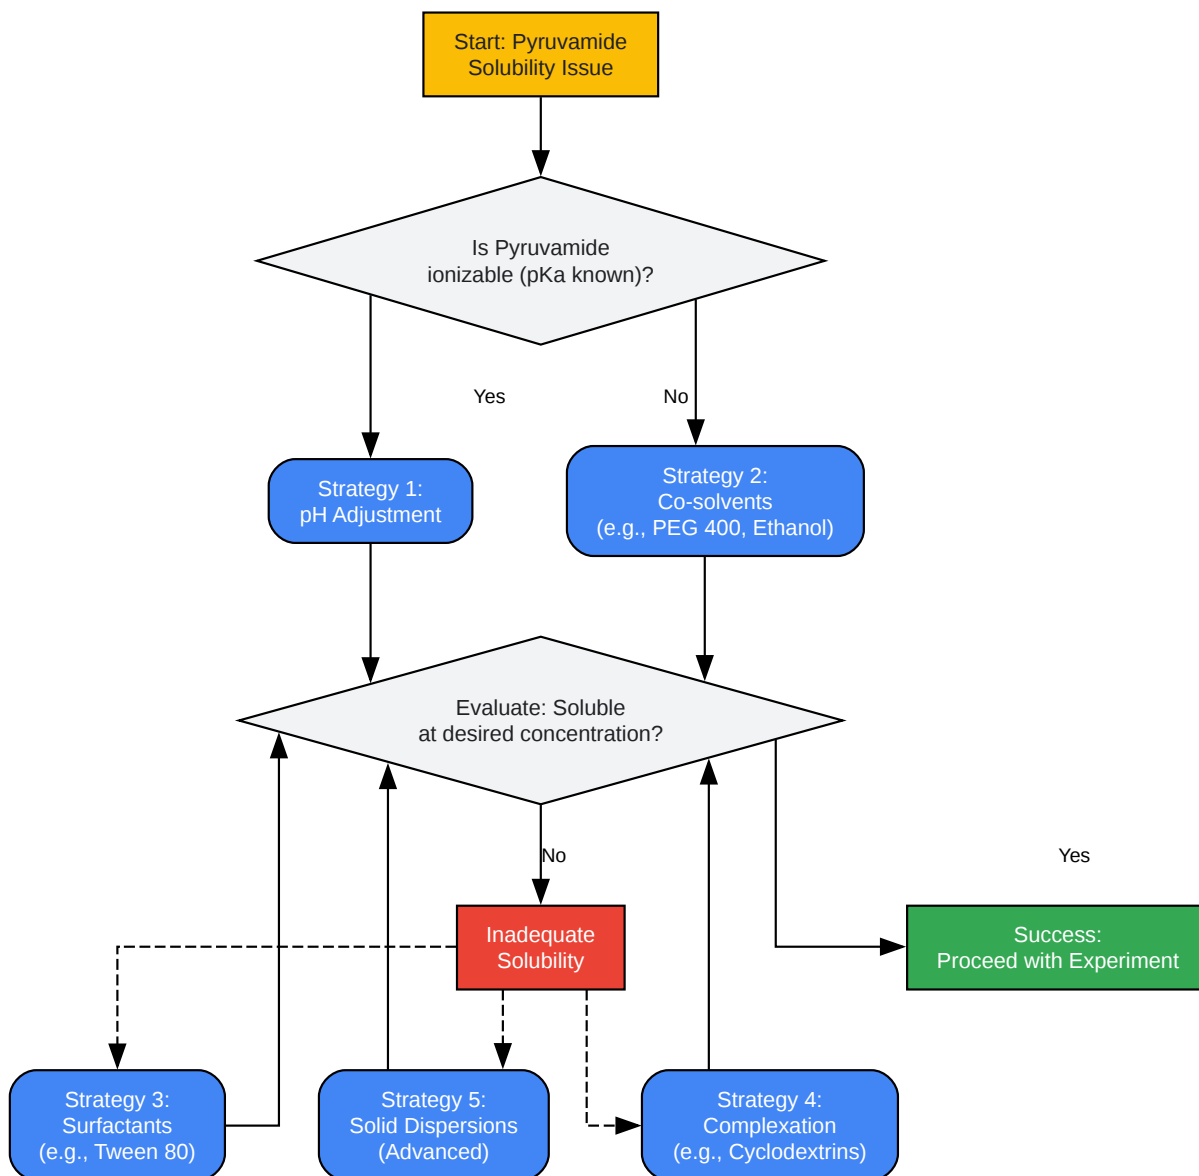 Start: Pyruvamide
Solubility Issue
Is Pyruvamide
ionizable (pKa known)?
Yes
No
Strategy 1:
pH Adjustment
Strategy 2:
Co-solvents
(e.g., PEG 400, Ethanol)
Evaluate: Soluble
at desired concentration?
No
Yes
Inadequate
Solubility
Success:
Proceed with Experiment
Strategy 3:
Surfactants
(e.g., Tween 80)
Strategy 5:
Solid Dispersions
(Advanced)
Strategy 4:
Complexation
(e.g., Cyclodextrins)